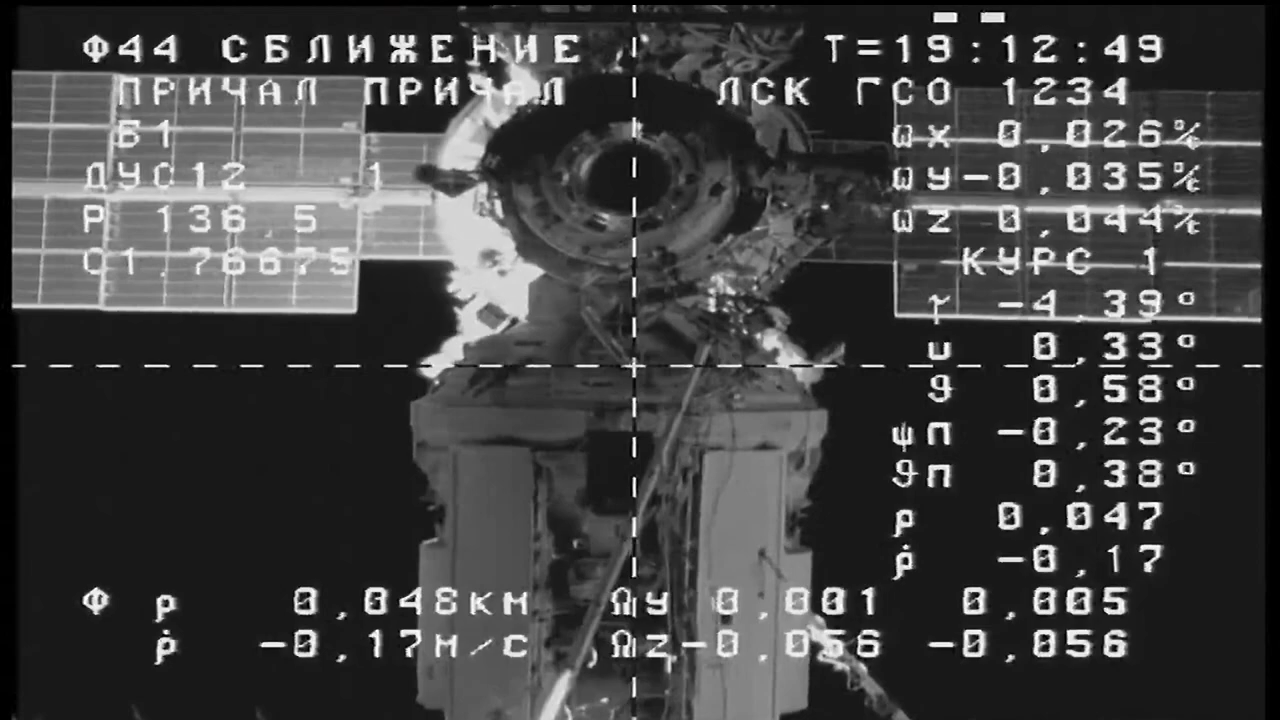 Ф44 СБЛИЖЕНИЕ T=19:12:49
ПРИЧАЛ ПРИЧАЛ ЛСК ГСО 1234
Б1 ωx 0,026°/с
ДУС12 1 ωy-0,035°/с
P 136,5 ωz 0,044°/с
С1.76675 КУРС 1
γ -4,39°
u 0,33°
ϑ 0,58°
ψП -0,23°
ϑП 0,38°
ρ 0,047
ρ̇ -0,17
Ф ρ 0,048км Ωy 0,001 0,005
ρ̇ -0,17м/с Ωz-0,056 -0,056